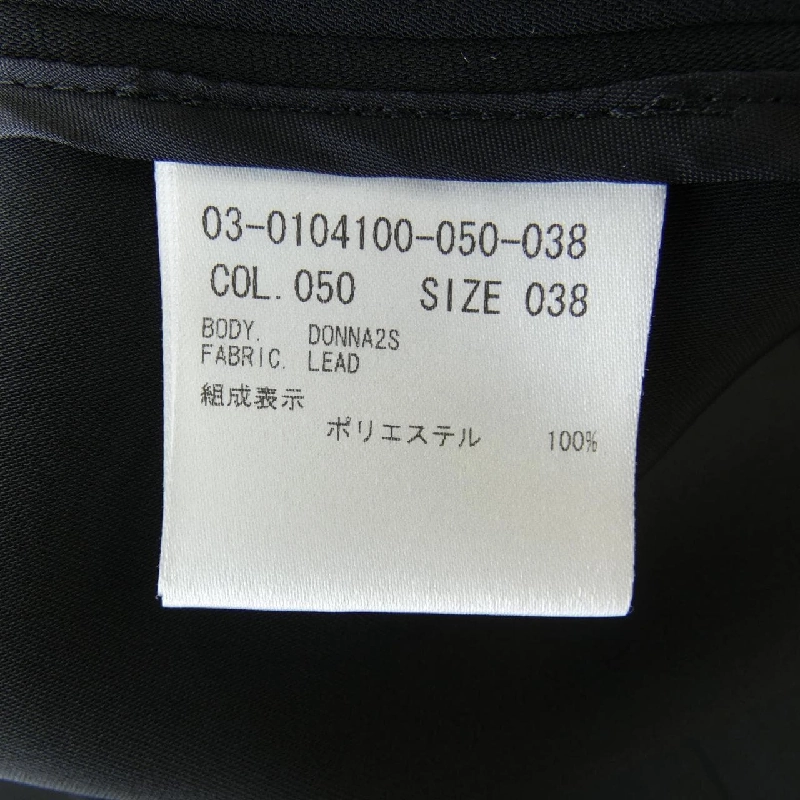 03-0104100-050-038
COL. 050 SIZE 038
BODY. DONNA2S
FABRIC. LEAD
組成表示
ポリエステル 100%